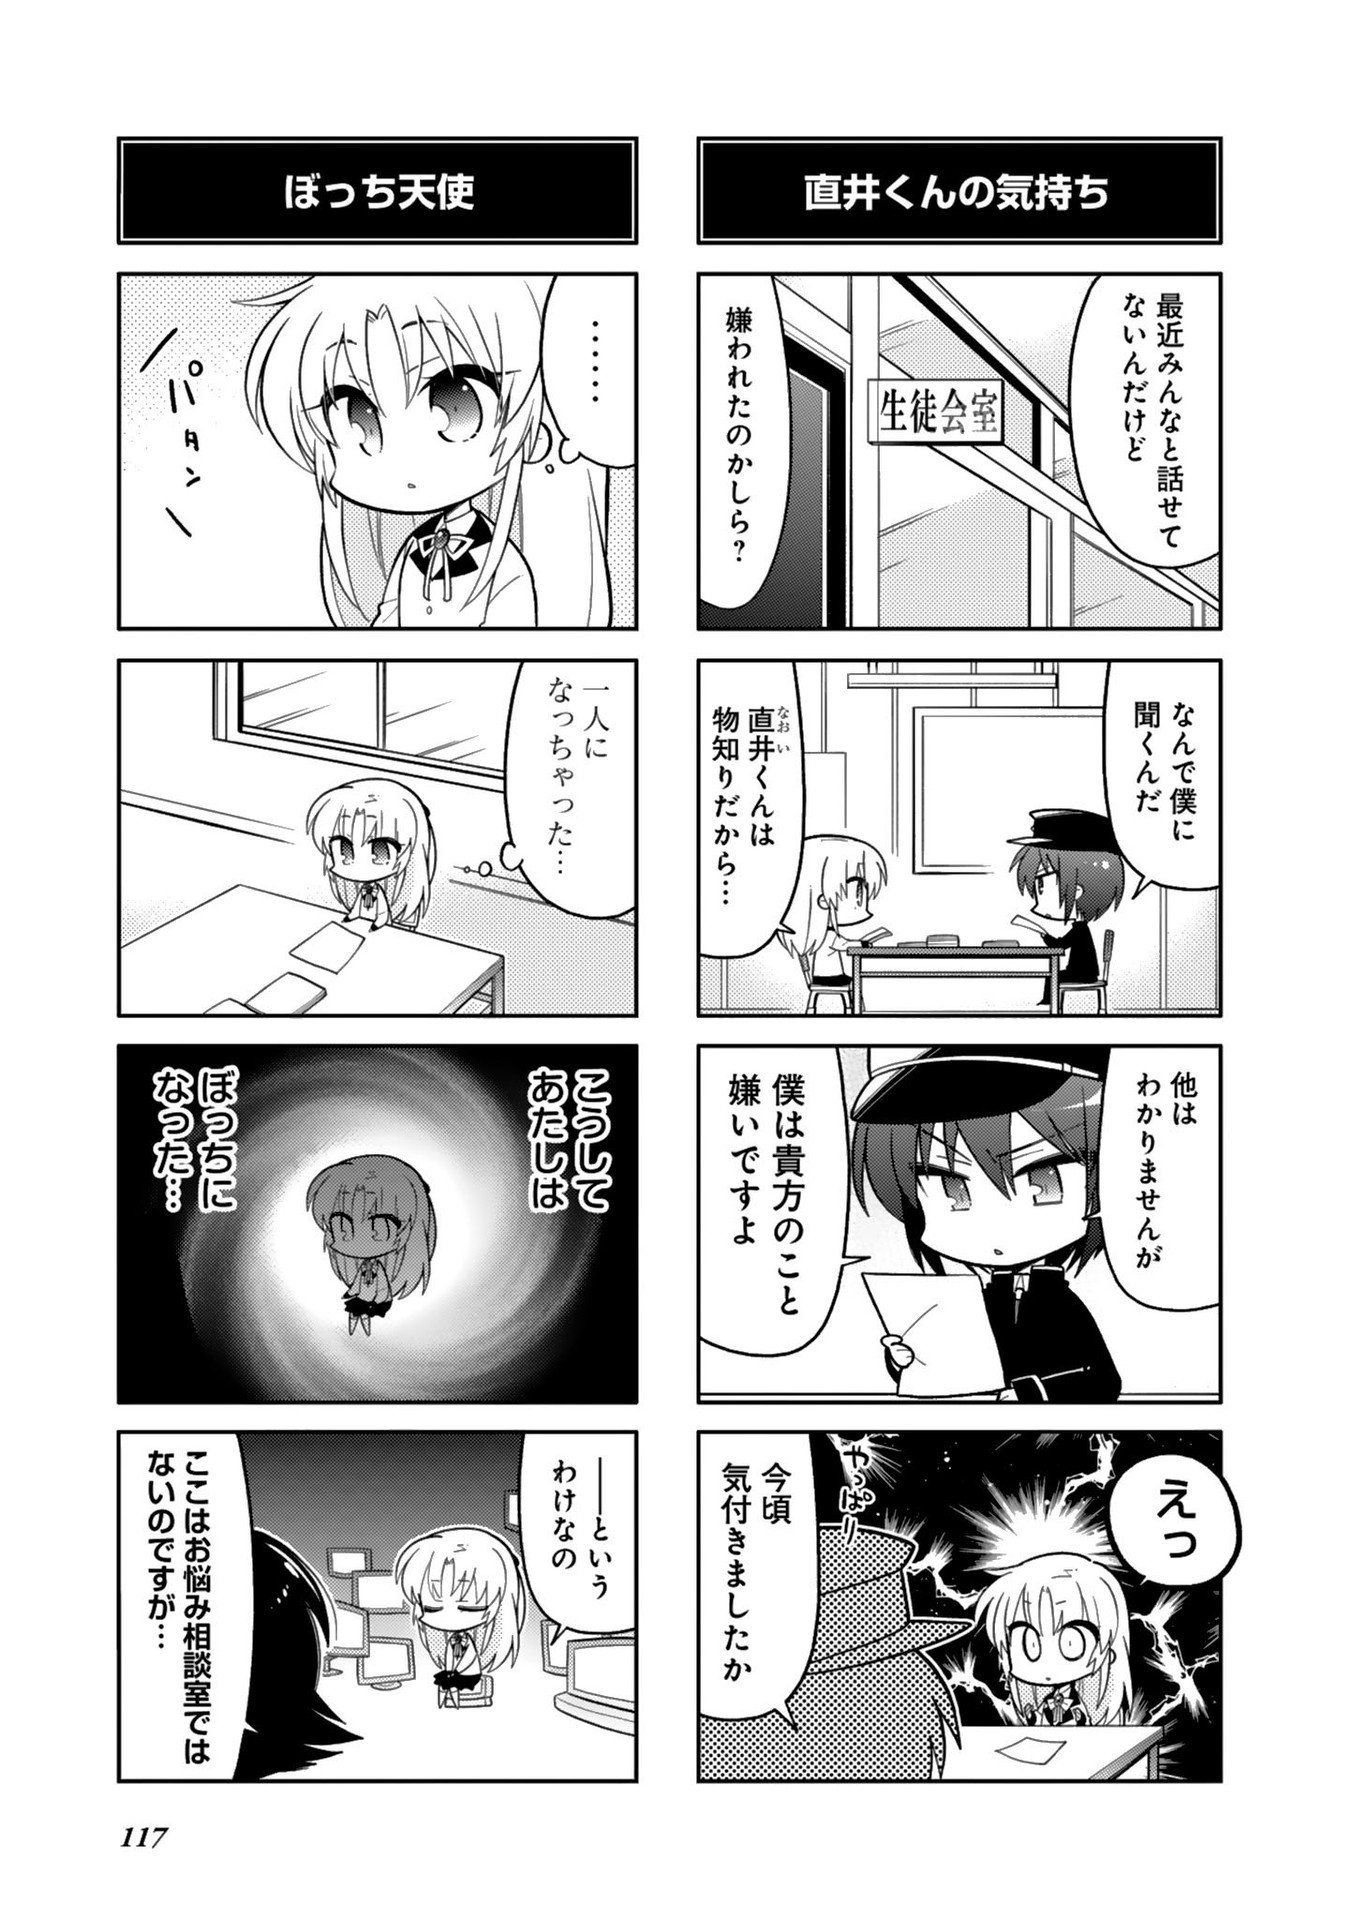 直井くんの気持ち
最近みんなと話せて
ないんだけど
生徒会室
嫌われたのかしら?
なんで僕に
聞くんだ
直井くんは
なおい
物知りだから…
他は
わかりませんが
僕は貴方のこと
嫌いですよ
えっ
やっぱり
今頃
気付きましたか
ぼっち天使
……
パタン
一人に
なっちゃった…
こうして
あたしは
ぼっちに
なった…
――という
わけなの
ここはお悩み相談室では
ないのですが…
117